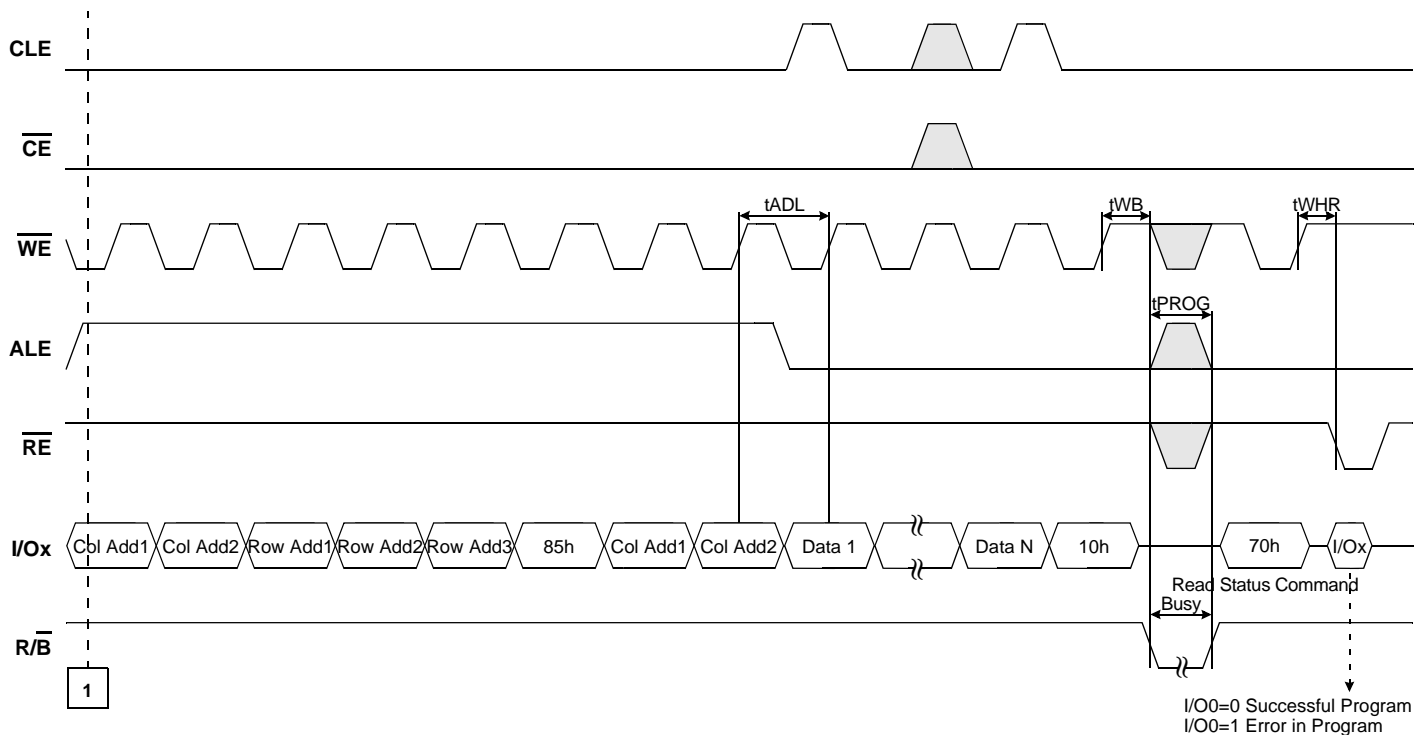 CLE
CE
tADL
tWB
tWHR
WE
tPROG
ALE
RE
I/Ox
Col Add1
Col Add2
Row Add1
Row Add2
Row Add3
85h
Col Add1
Col Add2
Data 1
Data N
10h
70h
I/Ox
Read Status Command
Busy
R/B
1
I/O0=0 Successful Program
I/O0=1 Error in Program